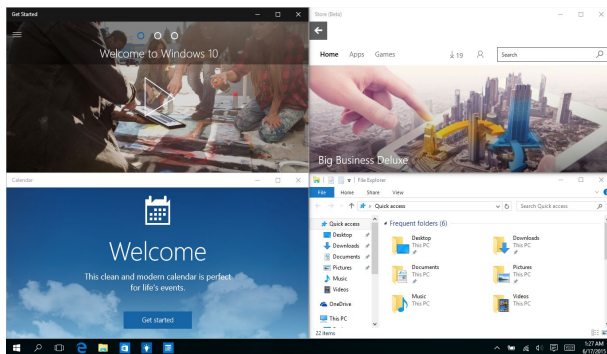 Get Started
Welcome to Windows 10
Store (Beta)
Home Apps Games
19
Search
Big Business Deluxe
Calendar
Welcome
This clean and modern calendar is perfect
for life's events.
Get started
File Explorer
File Home Share View
Quick access
Search Quick access
Quick access
Desktop
Downloads
Documents
Pictures
Music
Videos
OneDrive
This PC
Frequent folders (6)
Desktop
This PC
Downloads
This PC
Documents
This PC
Pictures
This PC
Music
This PC
Videos
This PC
22 items
1:27 AM
6/17/2015